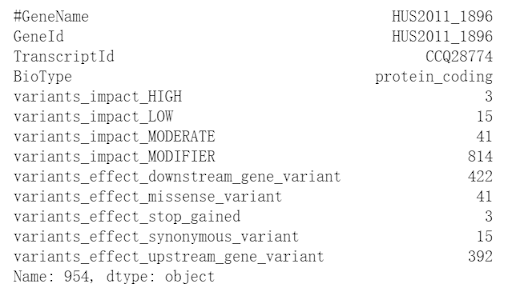 #GeneName HUS2011_1896
GeneId HUS2011_1896
TranscriptId CCQ28774
BioType protein_coding
variants_impact_HIGH 3
variants_impact_LOW 15
variants_impact_MODERATE 41
variants_impact_MODIFIER 814
variants_effect_downstream_gene_variant 422
variants_effect_missense_variant 41
variants_effect_stop_gained 3
variants_effect_synonymous_variant 15
variants_effect_upstream_gene_variant 392
Name: 954, dtype: object